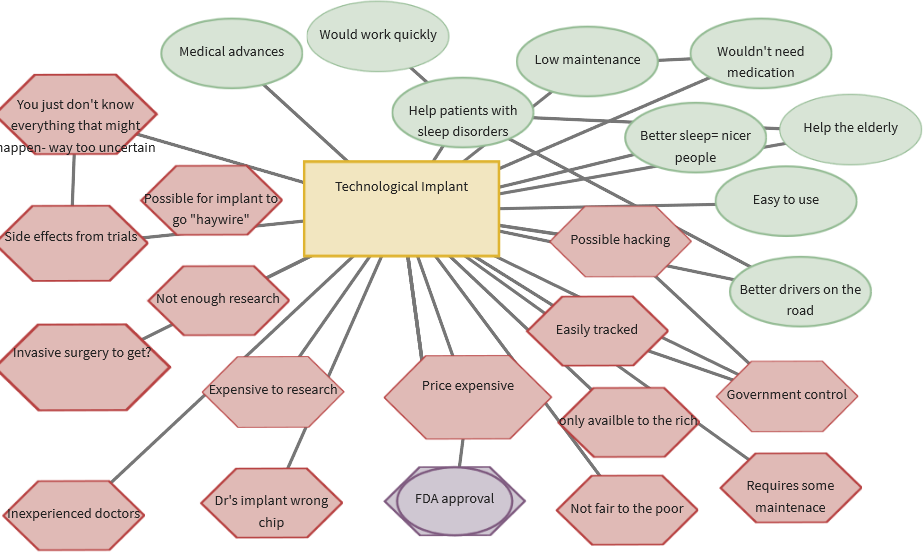 Would work quickly
Medical advances
Low maintenance
Wouldn't need
medication
You just don't know
everything that might
happen- way too uncertain
Help patients with
sleep disorders
Better sleep= nicer
people
Help the elderly
Technological Implant
Possible for implant to
go "haywire"
Easy to use
Side effects from trials
Possible hacking
Not enough research
Better drivers on the
road
Easily tracked
Invasive surgery to get?
Expensive to research
Price expensive
Government control
only availble to the rich
Inexperienced doctors
Dr's implant wrong
chip
FDA approval
Not fair to the poor
Requires some
maintenace